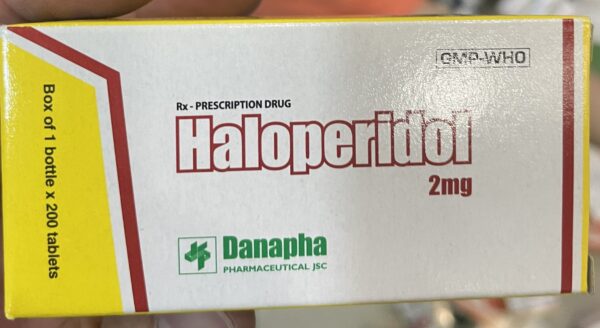 Box of 1 bottle x 200 tablets
GMP-WHO
Rx - PRESCRIPTION DRUG
Haloperidol
2mg
Danapha
PHARMACEUTICAL JSC